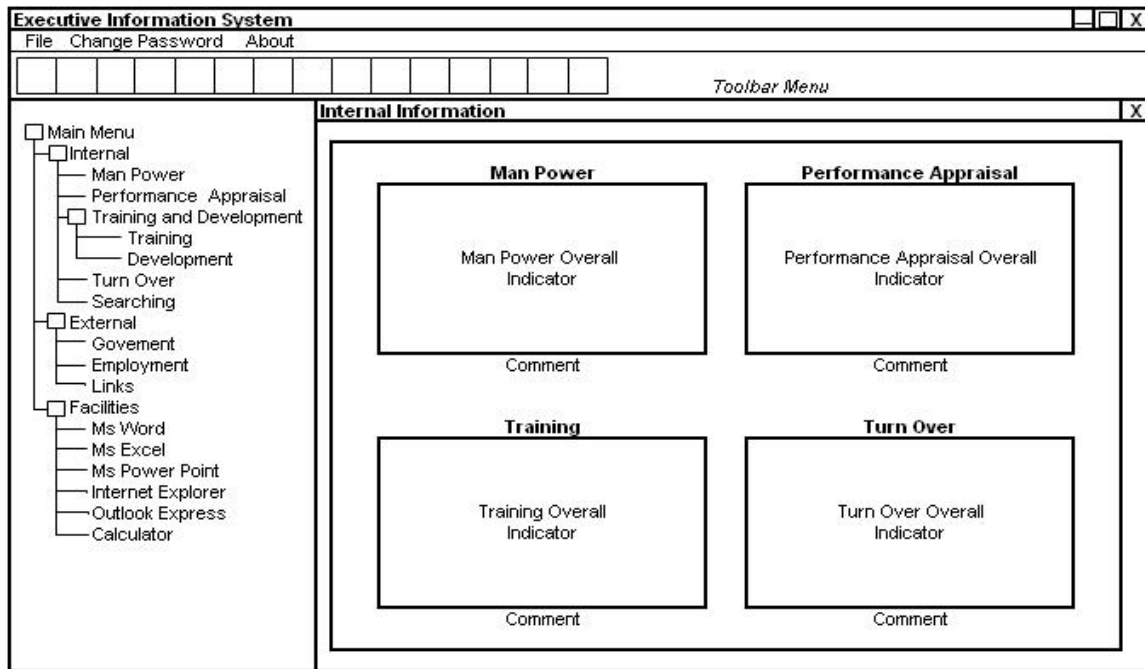 Executive Information System
X
File Change Password About
Toolbar Menu
Main Menu
Internal
Man Power
Performance Appraisal
Training and Development
Training
Development
Turn Over
Searching
External
Govement
Employment
Links
Facilities
Ms Word
Ms Excel
Ms Power Point
Internet Explorer
Outlook Express
Calculator
Internal Information
X
Man Power
Man Power Overall
Indicator
Comment
Performance Appraisal
Performance Appraisal Overall
Indicator
Comment
Training
Training Overall
Indicator
Comment
Turn Over
Turn Over Overall
Indicator
Comment